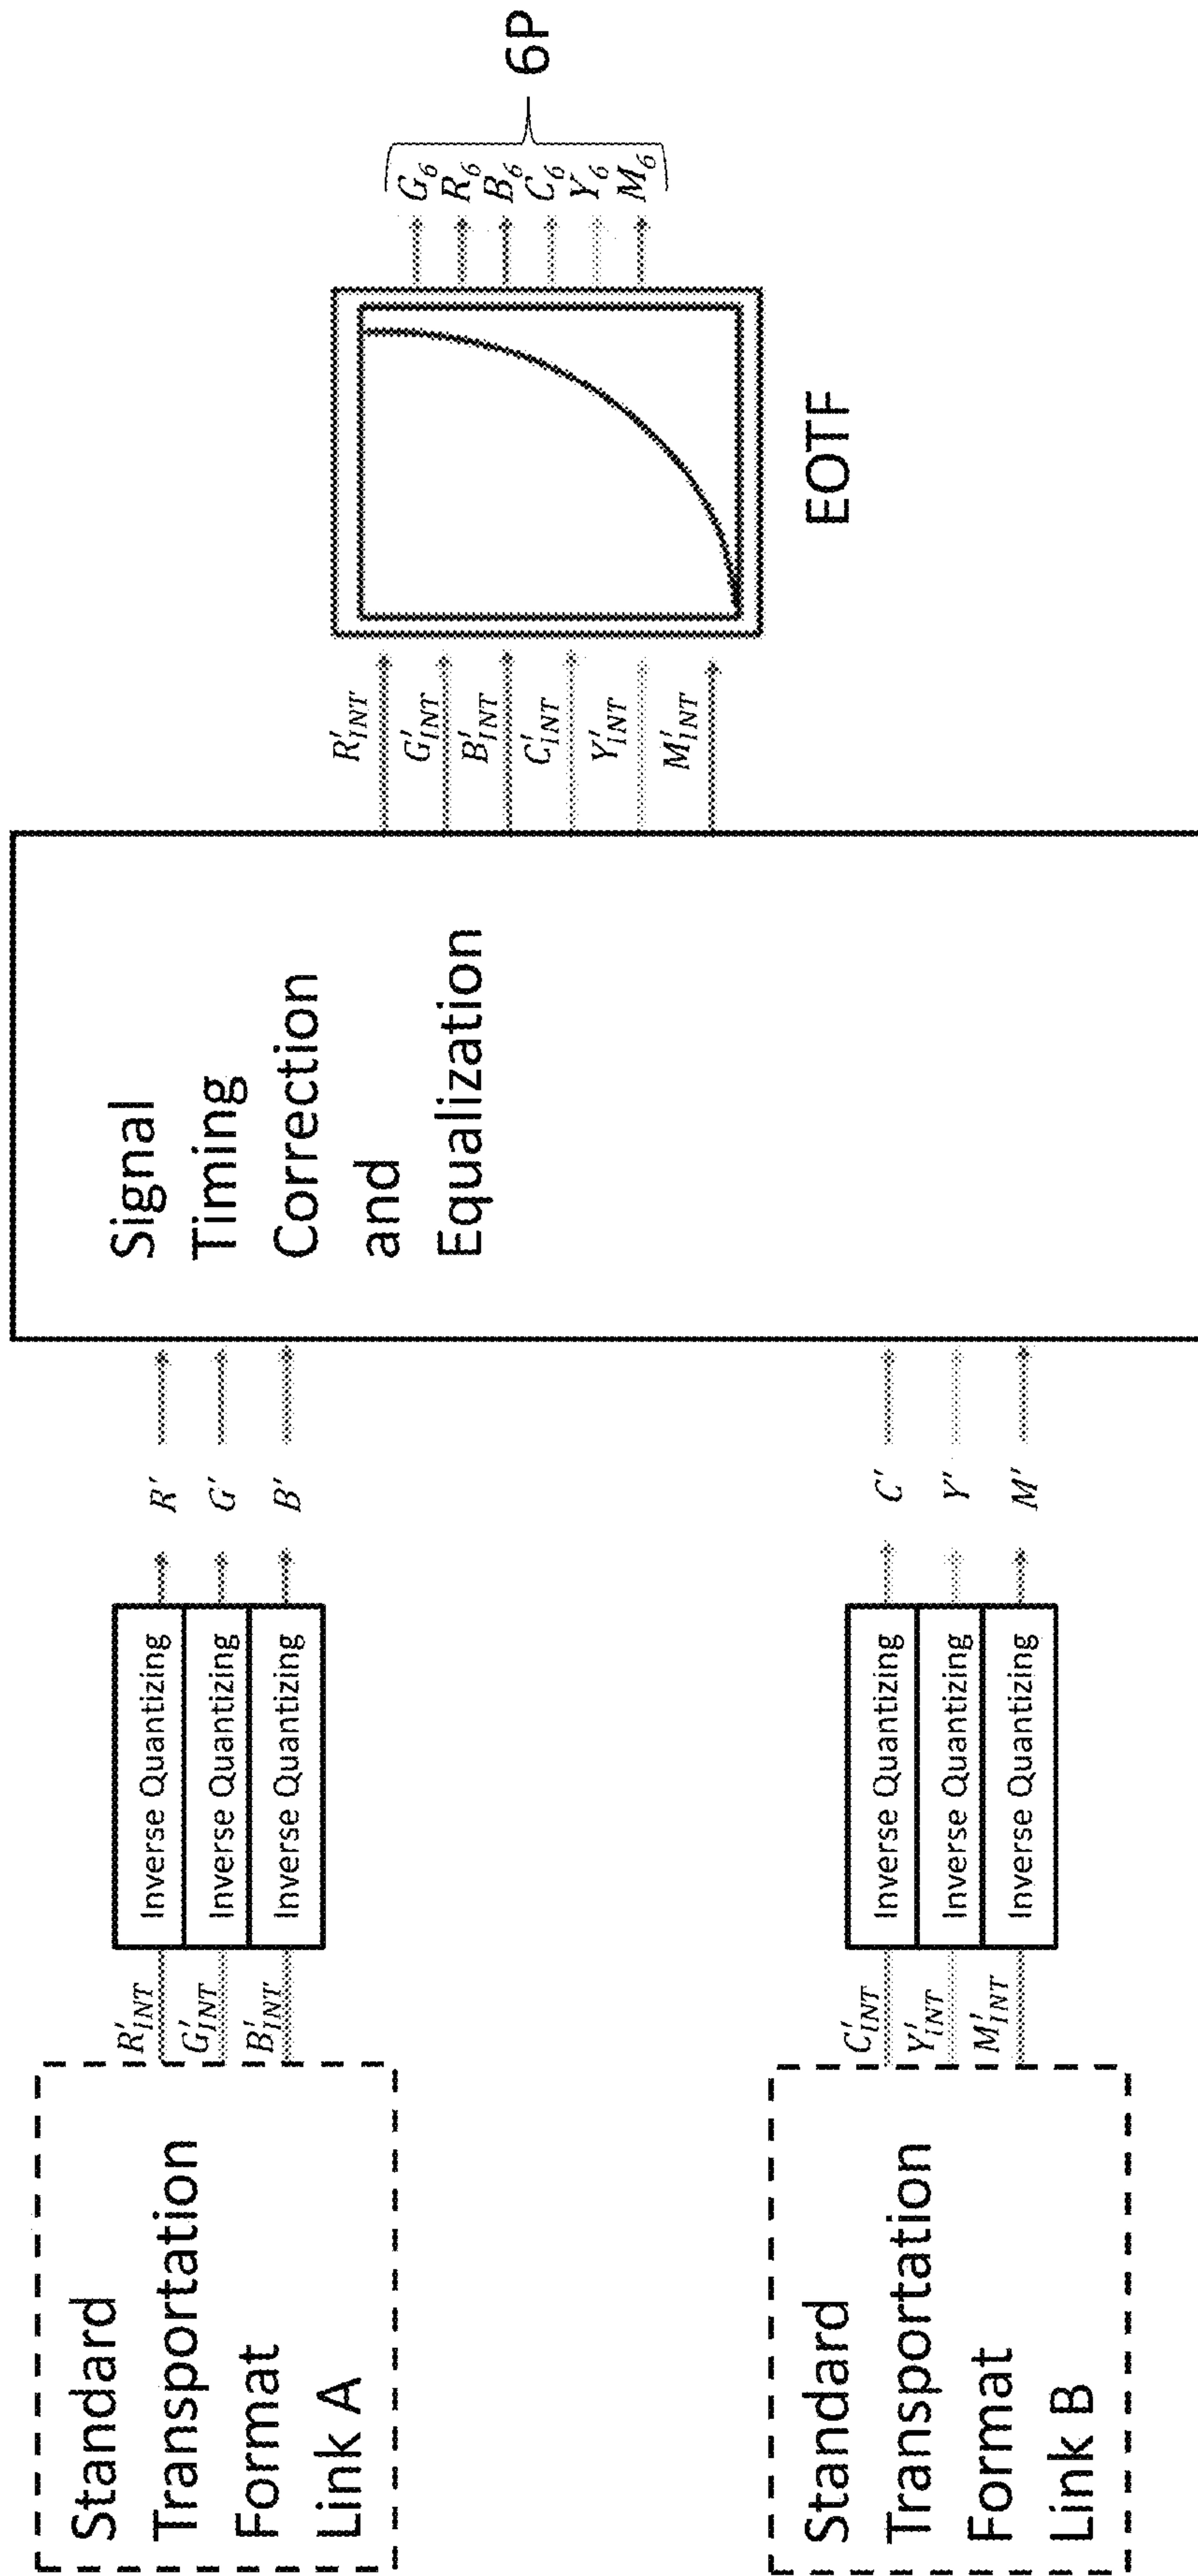 Standard
Transportation
Format
Link A
R'INT
G'INT
B'INT
Inverse Quantizing
Inverse Quantizing
Inverse Quantizing
R'
G'
B'
Standard
Transportation
Format
Link B
C'INT
Y'INT
M'INT
Inverse Quantizing
Inverse Quantizing
Inverse Quantizing
C'
Y'
M'
Signal
Timing
Correction
and
Equalization
R'INT
G'INT
B'INT
C'INT
Y'INT
M'INT
EOTF
G6
R6
B6
C6
Y6
M6
6P